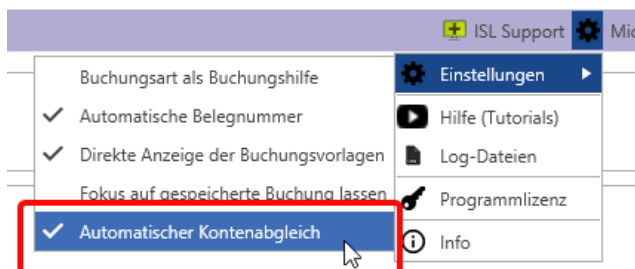 ISL Support
Buchungsart als Buchungshilfe
Automatische Belegnummer
Direkte Anzeige der Buchungsvorlagen
Fokus auf gespeicherte Buchung lassen
Automatischer Kontenabgleich
Einstellungen
Hilfe (Tutorials)
Log-Dateien
Programmlizenz
Info